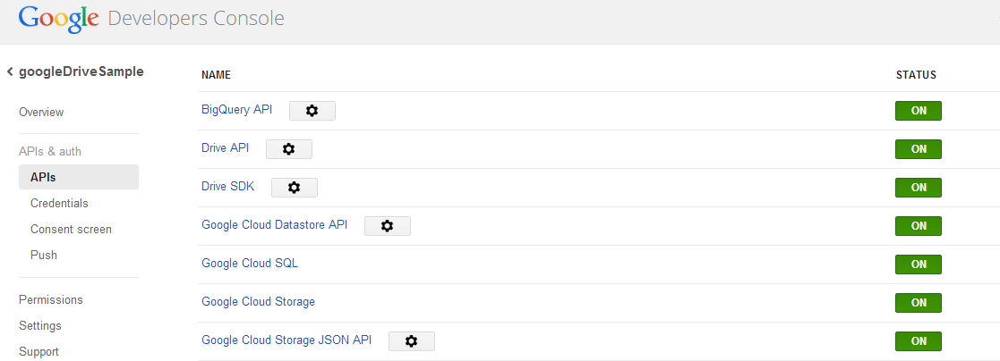 Google Developers Console
googleDriveSample
Overview
APIs & auth
APIs
Credentials
Consent screen
Push
Permissions
Settings
Support
NAME STATUS
BigQuery API ON
Drive API ON
Drive SDK ON
Google Cloud Datastore API ON
Google Cloud SQL ON
Google Cloud Storage ON
Google Cloud Storage JSON API ON